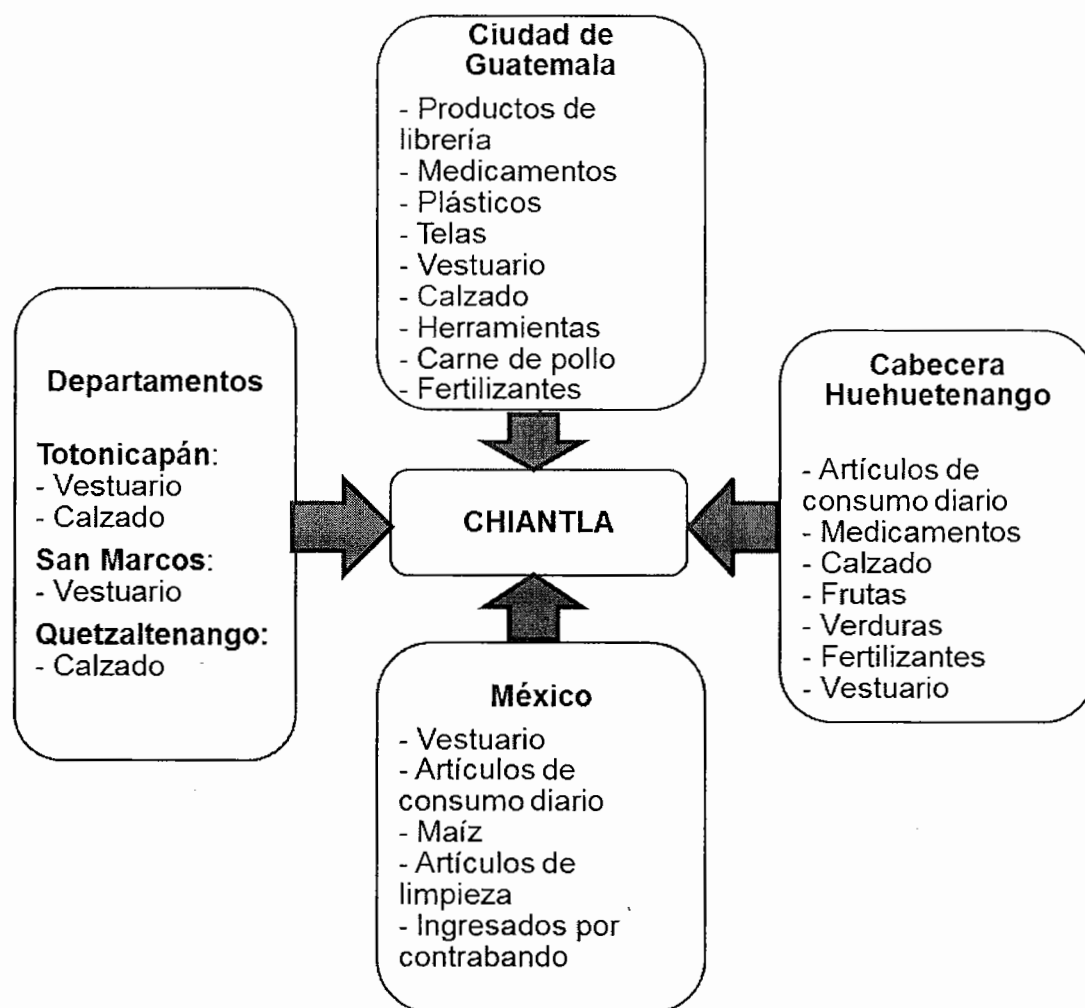 Ciudad de
Guatemala
- Productos de
librería
- Medicamentos
- Plásticos
- Telas
- Vestuario
- Calzado
- Herramientas
- Carne de pollo
- Fertilizantes
Departamentos
Totonicapán:
- Vestuario
- Calzado
San Marcos:
- Vestuario
Quetzaltenango:
- Calzado
CHIANTLA
Cabecera
Huehuetenango
- Artículos de
consumo diario
- Medicamentos
- Calzado
- Frutas
- Verduras
- Fertilizantes
- Vestuario
México
- Vestuario
- Artículos de
consumo diario
- Maíz
- Artículos de
limpieza
- Ingresados por
contrabando